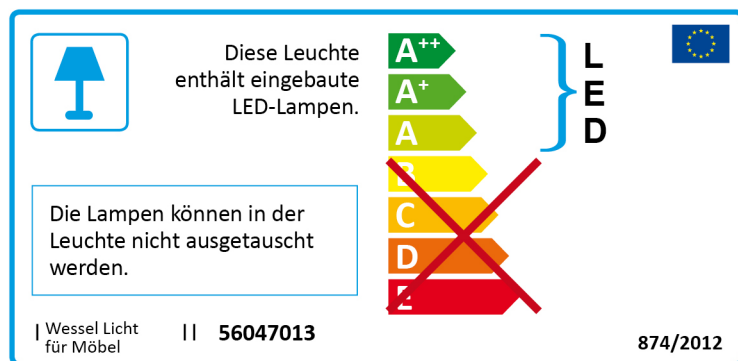 Diese Leuchte
enthält eingebaute
LED-Lampen.
A++
A+
A
B
C
D
E
L
E
D
Die Lampen können in der
Leuchte nicht ausgetauscht
werden.
I Wessel Licht
für Möbel
II 56047013
874/2012